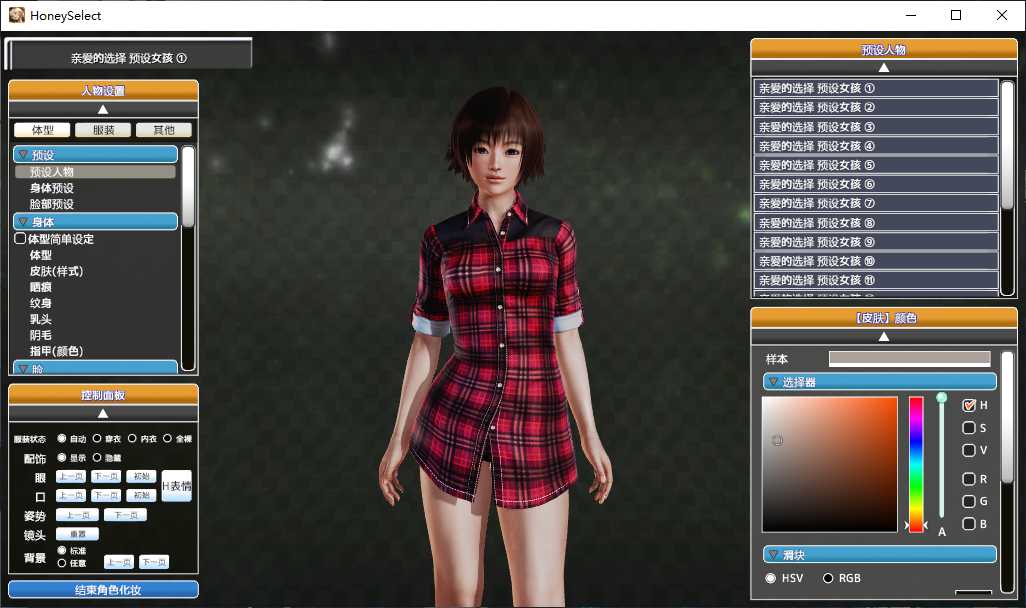 HoneySelect
亲爱的选择 预设女孩 ①
人物设置
体型 服装 其他
预设
预设人物
身体预设
脸部预设
身体
体型简单设定
体型
皮肤(样式)
晒痕
纹身
乳头
阴毛
指甲(颜色)
脸
控制面板
服装状态 自动 穿衣 内衣 全裸
配饰 显示 隐藏
眼 上一页 下一页 初始
H表情
口 上一页 下一页 初始
姿势 上一页 下一页
镜头 重置
背景 标准
任意 上一页 下一页
结束角色化妆
预设人物
亲爱的选择 预设女孩 ①
亲爱的选择 预设女孩 ②
亲爱的选择 预设女孩 ③
亲爱的选择 预设女孩 ④
亲爱的选择 预设女孩 ⑤
亲爱的选择 预设女孩 ⑥
亲爱的选择 预设女孩 ⑦
亲爱的选择 预设女孩 ⑧
亲爱的选择 预设女孩 ⑨
亲爱的选择 预设女孩 ⑩
亲爱的选择 预设女孩 ⑪
【皮肤】颜色
样本
选择器
H
S
V
R
G
B
A
滑块
HSV RGB